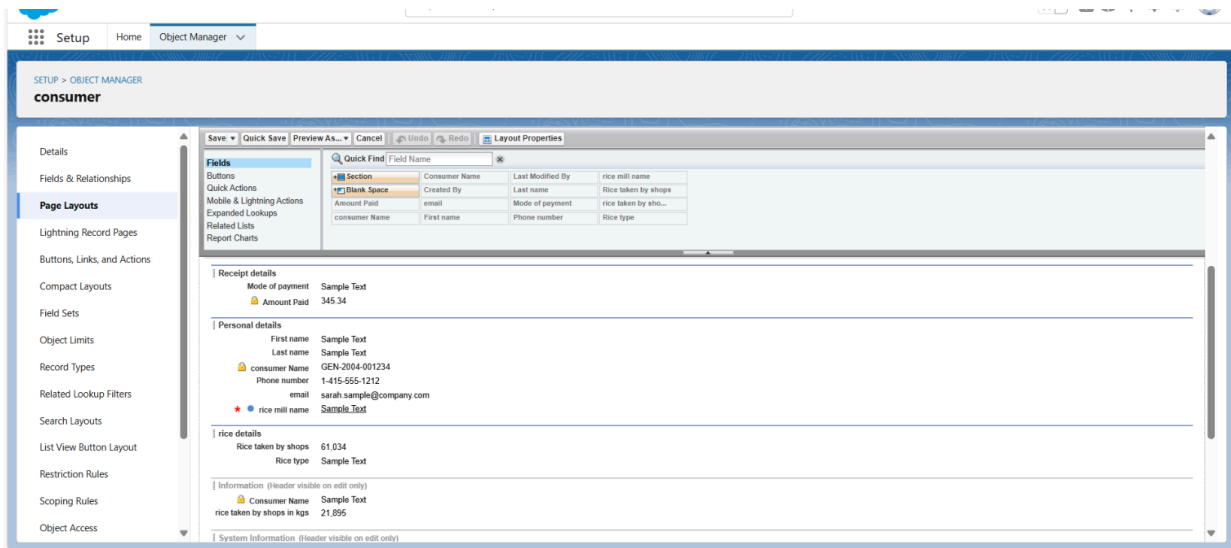 Setup Home Object Manager
SETUP > OBJECT MANAGER
consumer
Details
Fields & Relationships
Page Layouts
Lightning Record Pages
Buttons, Links, and Actions
Compact Layouts
Field Sets
Object Limits
Record Types
Related Lookup Filters
Search Layouts
List View Button Layout
Restriction Rules
Scoping Rules
Object Access
Save Quick Save Preview As... Cancel Undo Redo Layout Properties
Fields
Buttons
Quick Actions
Mobile & Lightning Actions
Expanded Lookups
Related Lists
Report Charts
Quick Find Field Name
Section Consumer Name Last Modified By rice mill name
Blank Space Created By Last name Rice taken by shops
Amount Paid email Mode of payment rice taken by sho...
consumer Name First name Phone number Rice type
Receipt details
Mode of payment Sample Text
Amount Paid 345.34
Personal details
First name Sample Text
Last name Sample Text
consumer Name GEN-2004-001234
Phone number 1-415-555-1212
email sarah.sample@company.com
* rice mill name Sample Text
rice details
Rice taken by shops 61,034
Rice type Sample Text
Information (Header visible on edit only)
Consumer Name Sample Text
rice taken by shops in kgs 21,895
System Information (Header visible on edit only)